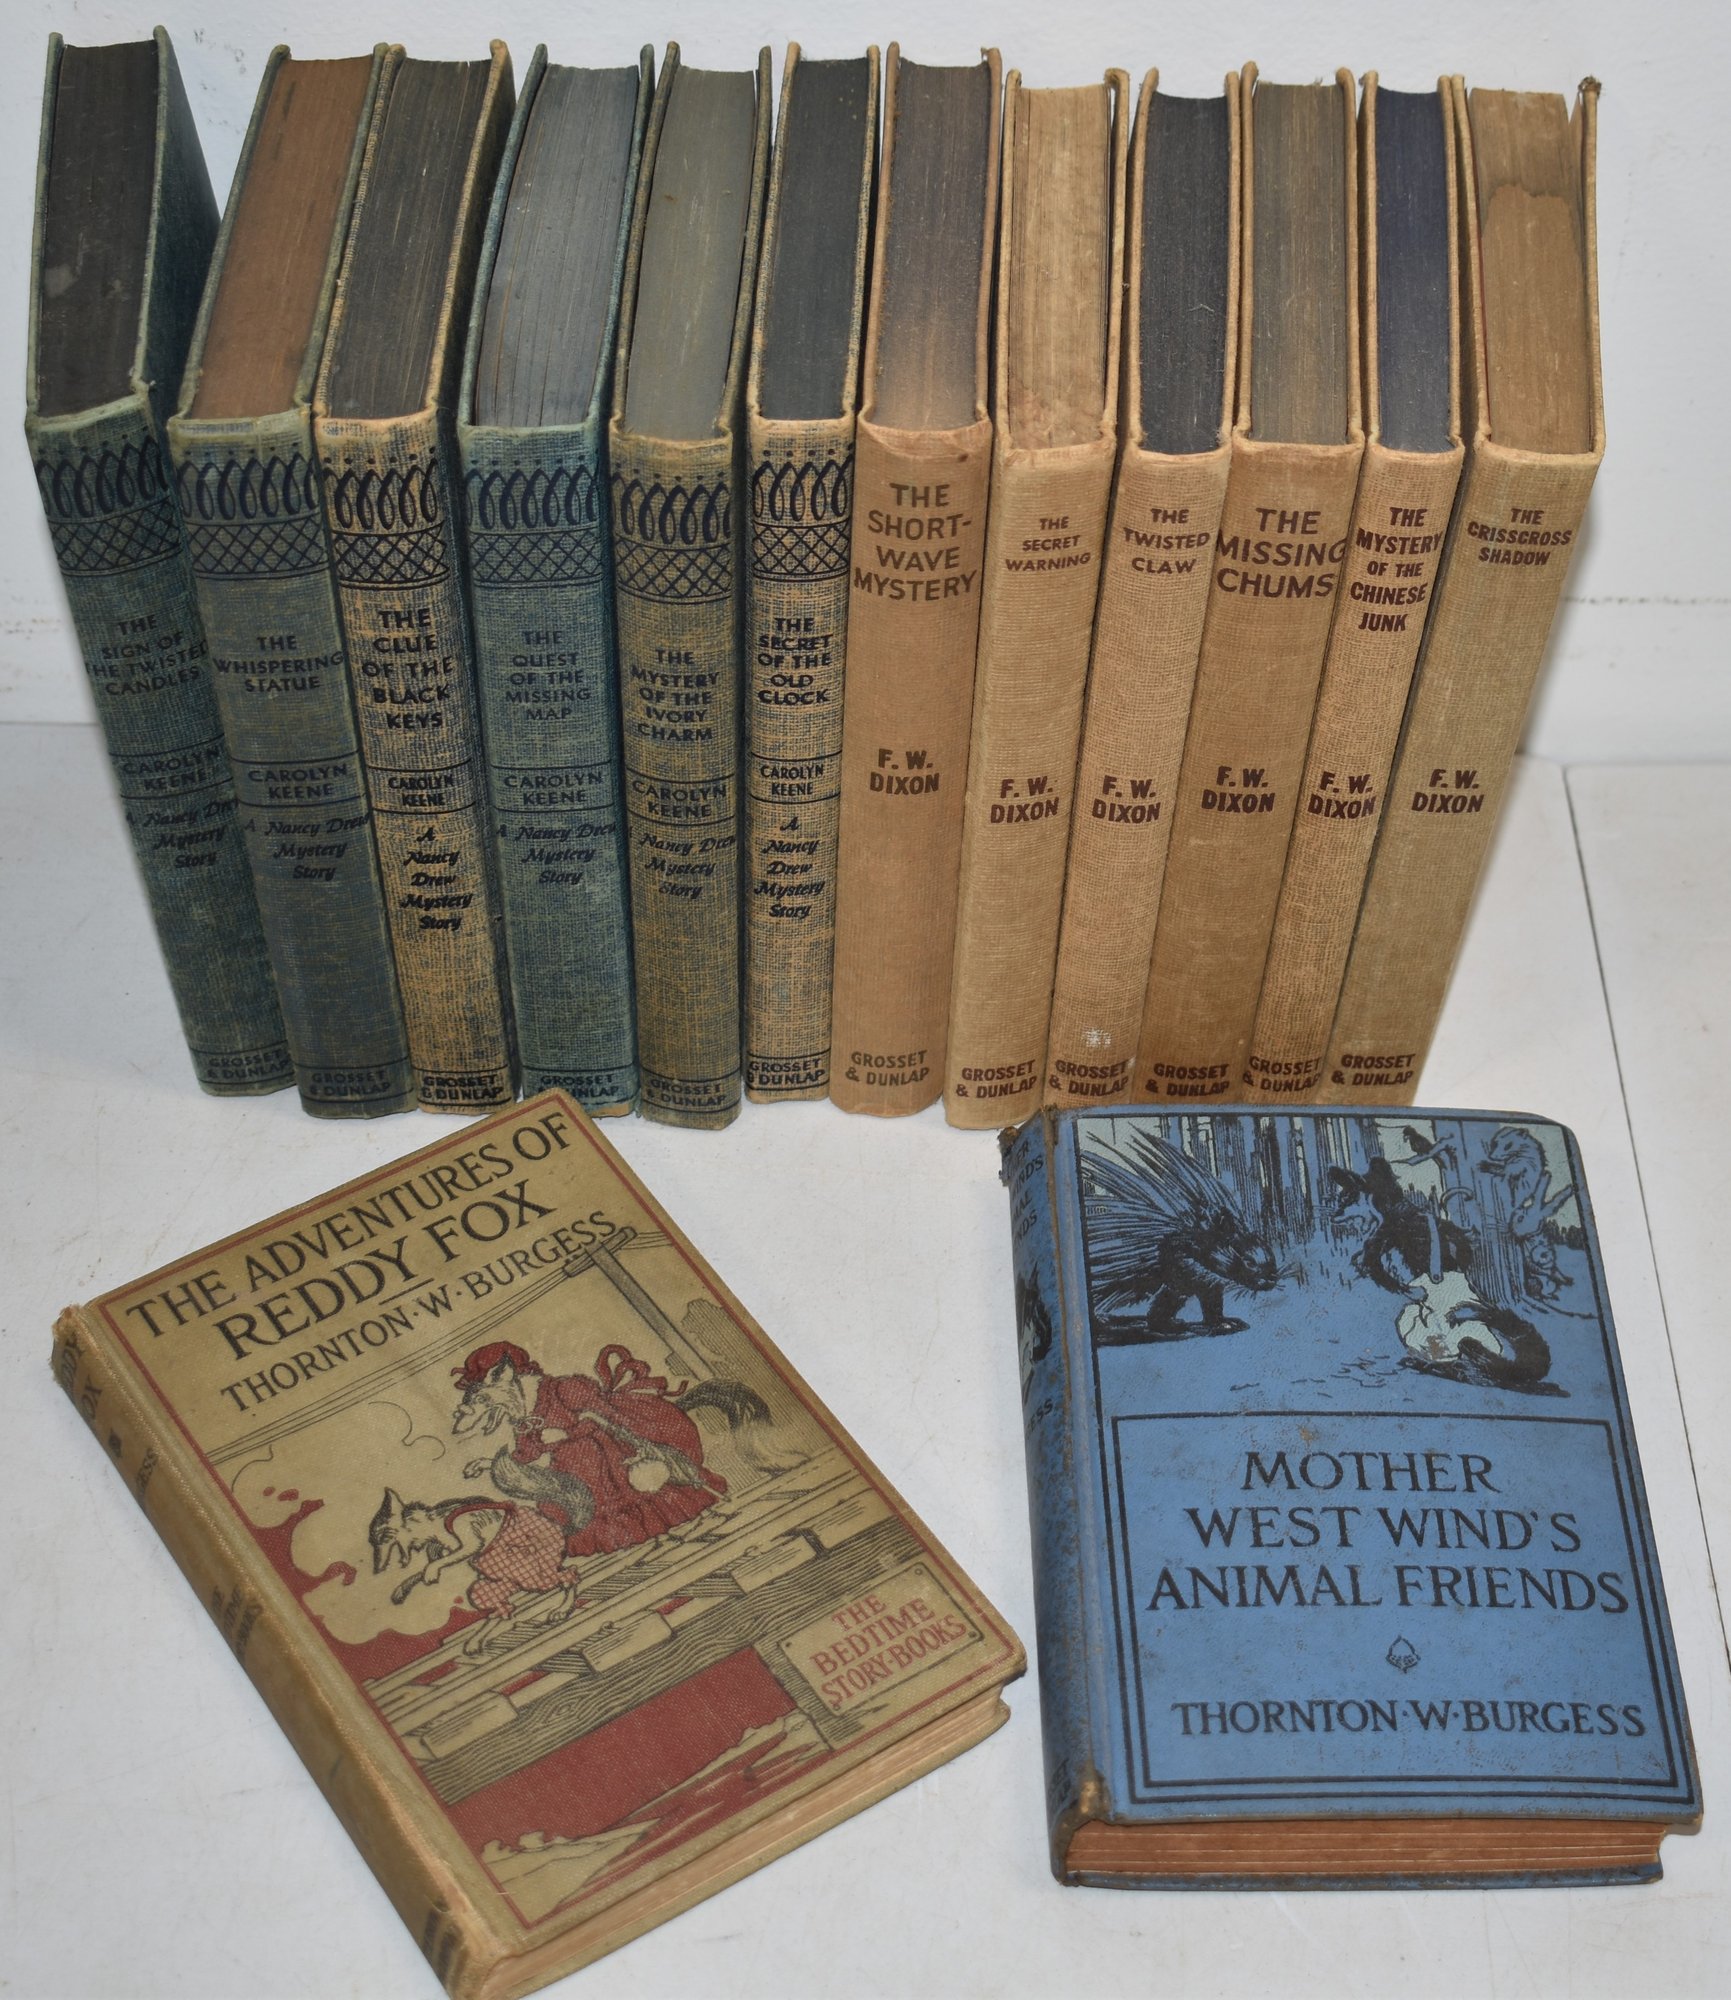 THE
SIGN OF
THE TWISTED
CANDLES
CAROLYN
KEENE
A Nancy Drew
Mystery
Story
GROSSET
& DUNLAP
THE
WHISPERING
STATUE
CAROLYN
KEENE
A Nancy Drew
Mystery
Story
GROSSET
& DUNLAP
THE
CLUE
OF THE
BLACK
KEYS
CAROLYN
KEENE
A
Nancy
Drew
Mystery
Story
GROSSET
& DUNLAP
THE
QUEST
OF THE
MISSING
MAP
CAROLYN
KEENE
A Nancy Drew
Mystery
Story
GROSSET
& DUNLAP
THE
MYSTERY
OF THE
IVORY
CHARM
CAROLYN
KEENE
A Nancy Drew
Mystery
Story
GROSSET
& DUNLAP
THE
SECRET
OF THE
OLD
CLOCK
CAROLYN
KEENE
A
Nancy
Drew
Mystery
Story
GROSSET
& DUNLAP
THE
SHORT-
WAVE
MYSTERY
F. W.
DIXON
GROSSET
& DUNLAP
THE
SECRET
WARNING
F. W.
DIXON
GROSSET
& DUNLAP
THE
TWISTED
CLAW
F. W.
DIXON
GROSSET
& DUNLAP
THE
MISSING
CHUMS
F. W.
DIXON
GROSSET
& DUNLAP
THE
MYSTERY
OF THE
CHINESE
JUNK
F. W.
DIXON
GROSSET
& DUNLAP
THE
CRISSCROSS
SHADOW
F. W.
DIXON
GROSSET
& DUNLAP
THE ADVENTURES OF
REDDY FOX
THORNTON·W·BURGESS
THE
BEDTIME
STORY-BOOKS
MOTHER
WEST WIND'S
ANIMAL FRIENDS
THORNTON·W·BURGESS